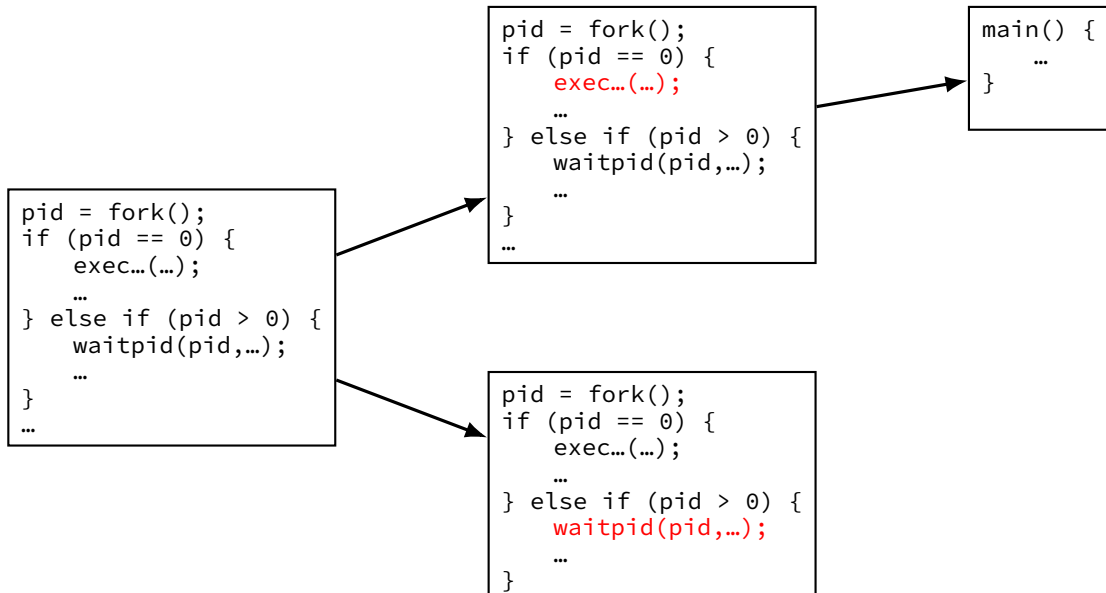 pid = fork();
if (pid == 0) {
    exec…(…);
    …
} else if (pid > 0) {
    waitpid(pid,…);
    …
}
…
pid = fork();
if (pid == 0) {
    exec…(…);
    …
} else if (pid > 0) {
    waitpid(pid,…);
    …
}
…
main() {
    …
}
pid = fork();
if (pid == 0) {
    exec…(…);
    …
} else if (pid > 0) {
    waitpid(pid,…);
    …
}